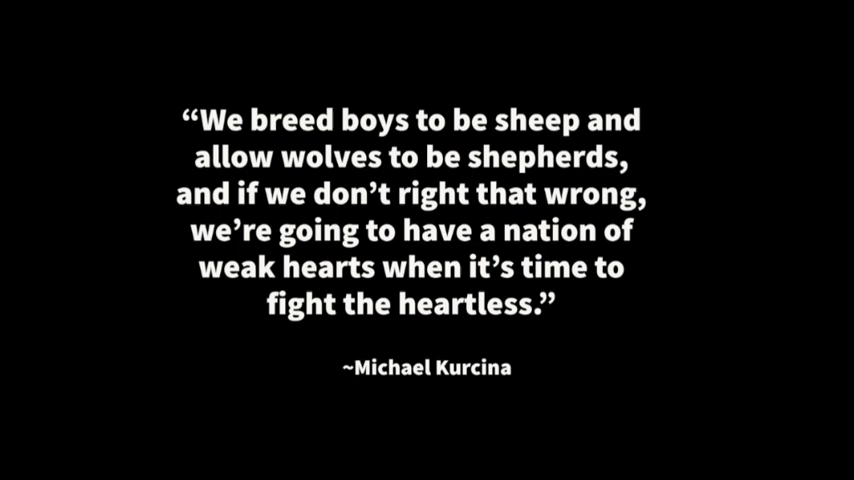 “We breed boys to be sheep and
allow wolves to be shepherds,
and if we don’t right that wrong,
we’re going to have a nation of
weak hearts when it’s time to
fight the heartless.”
~Michael Kurcina